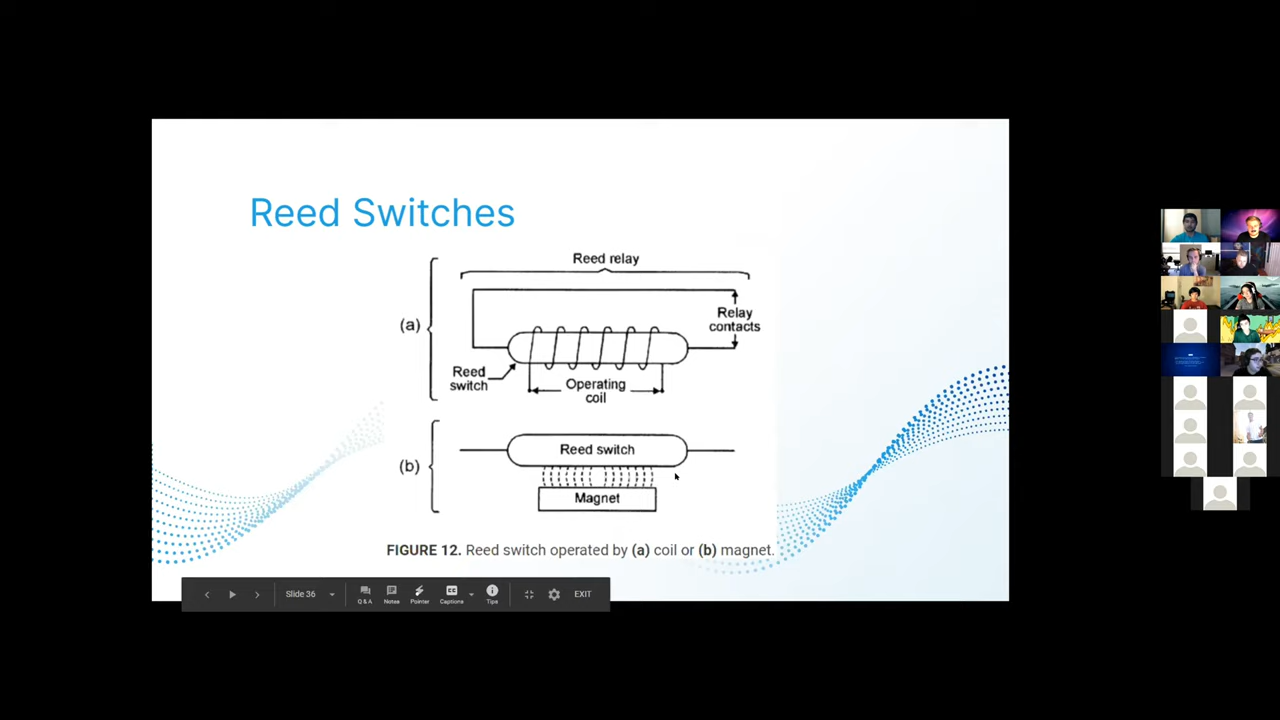 Reed Switches
Reed relay
(a)
Relay
contacts
Reed
switch
Operating
coil
(b)
Reed switch
Magnet
FIGURE 12. Reed switch operated by (a) coil or (b) magnet.
Slide 36
Q & A
Notes
Pointer
Captions
Tips
EXIT